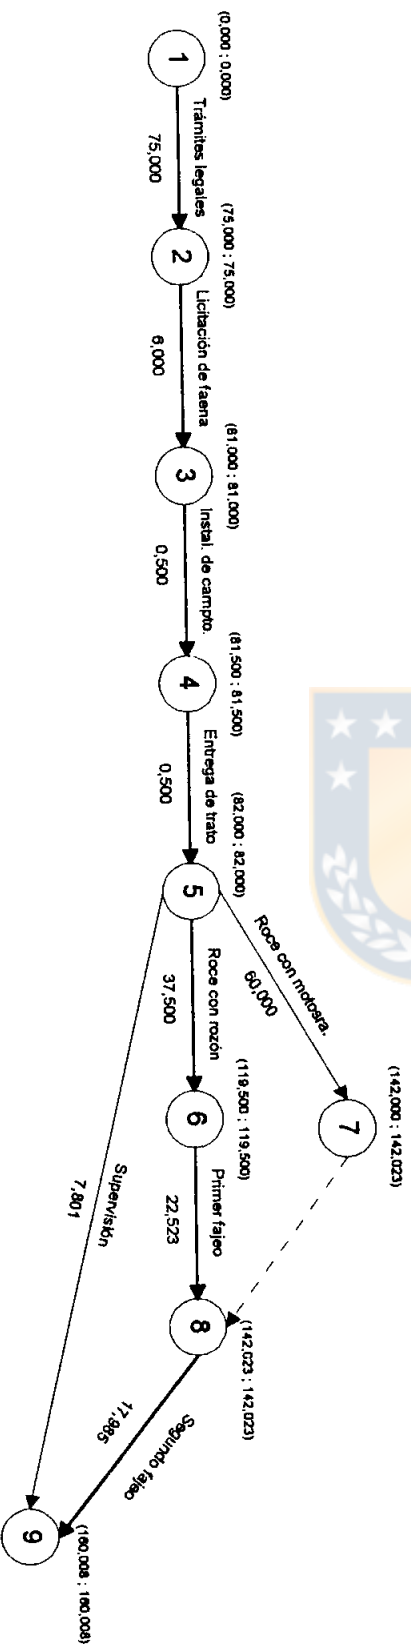 (0,000 ; 0,000)
1
Trámites legales
75,000
(75,000 ; 75,000)
2
Licitación de faena
6,000
(81,000 ; 81,000)
3
Instal. de campto.
0,500
(81,500 ; 81,500)
4
Entrega de trato
0,500
(82,000 ; 82,000)
5
Roce con motosra.
60,000
(142,000 ; 142,023)
7
Roce con rozón
37,500
(119,500 ; 119,500)
6
Primer fajeo
22,523
(142,023 ; 142,023)
8
Supervisión
7,801
Segundo fajeo
17,985
(160,008 ; 160,008)
9